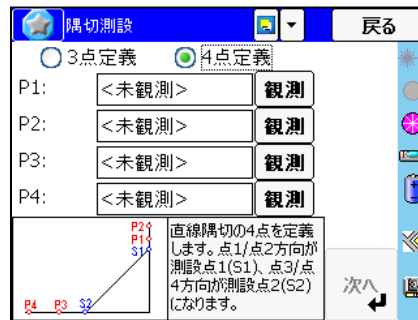 隅切測設
戻る
3点定義
4点定義
P1: <未観測> 観測
P2: <未観測> 観測
P3: <未観測> 観測
P4: <未観測> 観測
P2
P1
S1
P4 P3 S2
直線隅切の4点を定義
します。点1/点2方向が
測設点1(S1)、点3/点
4方向が測設点2(S2)
になります。
次へ